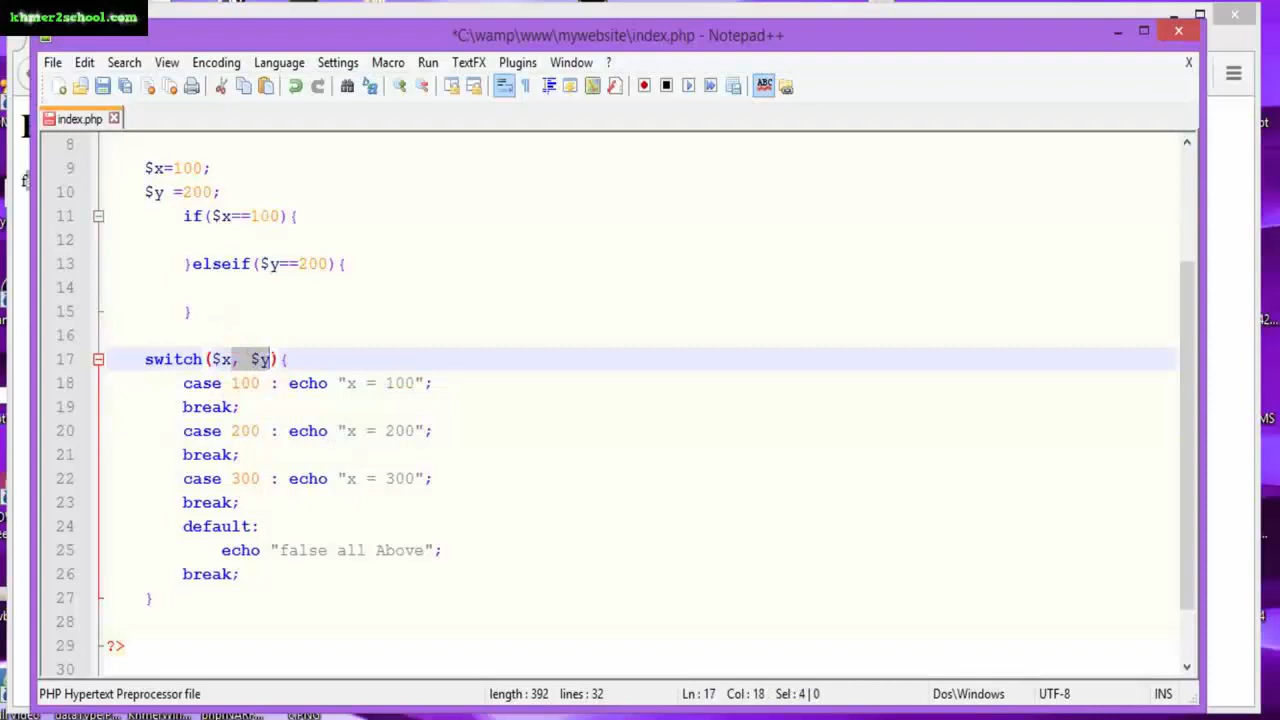 khmer2school.com
*C:\wamp\www\mywebsite\index.php - Notepad++
File Edit Search View Encoding Language Settings Macro Run TextFX Plugins Window ? X
ABC
index.php
8
9 $x=100;
10 $y =200;
11 if($x==100){
12
13 }elseif($y==200){
14
15 }
16
17 switch($x, $y){
18 case 100 : echo "x = 100";
19 break;
20 case 200 : echo "x = 200";
21 break;
22 case 300 : echo "x = 300";
23 break;
24 default:
25 echo "false all Above";
26 break;
27 }
28
29 ?>
30
PHP Hypertext Preprocessor file length : 392 lines : 32 Ln : 17 Col : 18 Sel : 4 | 0 Dos\Windows UTF-8 INS